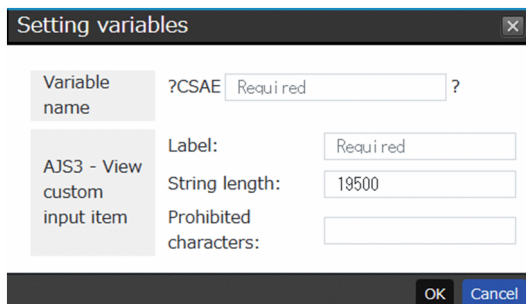 Setting variables
Variable
name
?CSAE Required ?
AJS3 - View
custom
input item
Label: Required
String length: 19500
Prohibited
characters:
OK Cancel